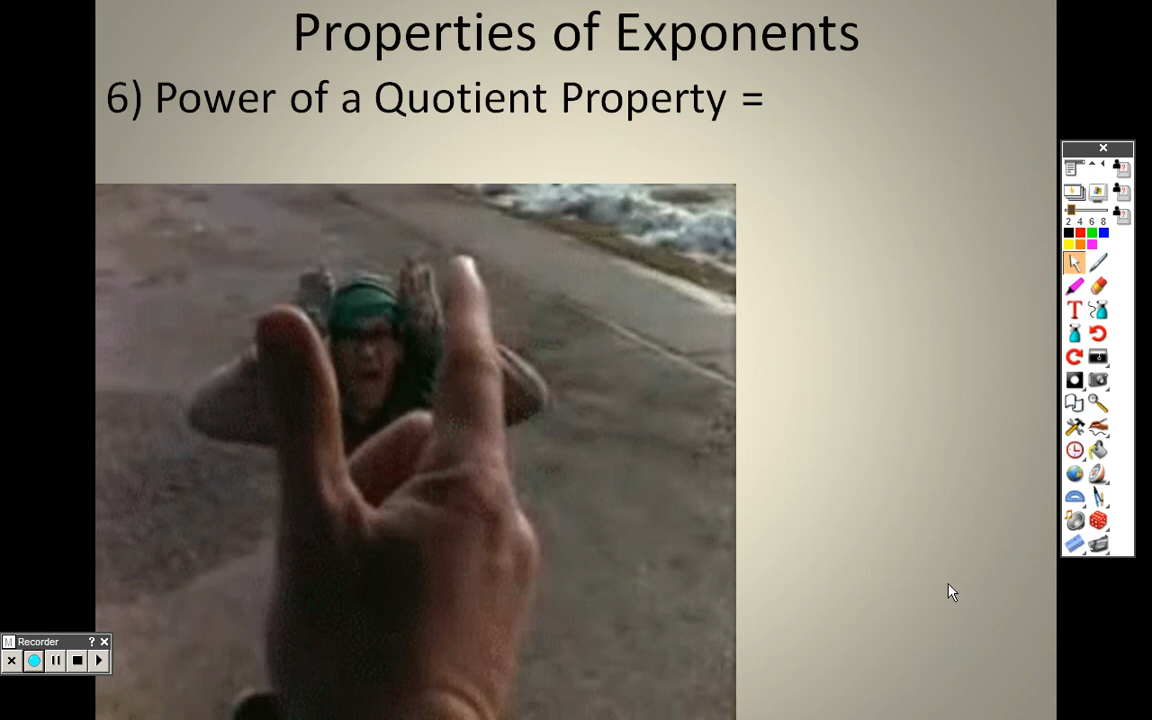 Properties of Exponents
6) Power of a Quotient Property =
2 4 6 8
T
M Recorder ? ×